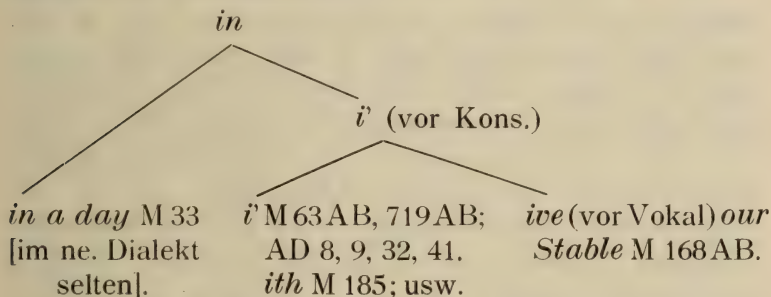 in
i’ (vor Kons.)
in a day M 33
[im ne. Dialekt
selten].
i’ M 63 AB, 719 AB;
AD 8, 9, 32, 41.
ith M 185; usw.
ive (vor Vokal) our
Stable M 168 AB.